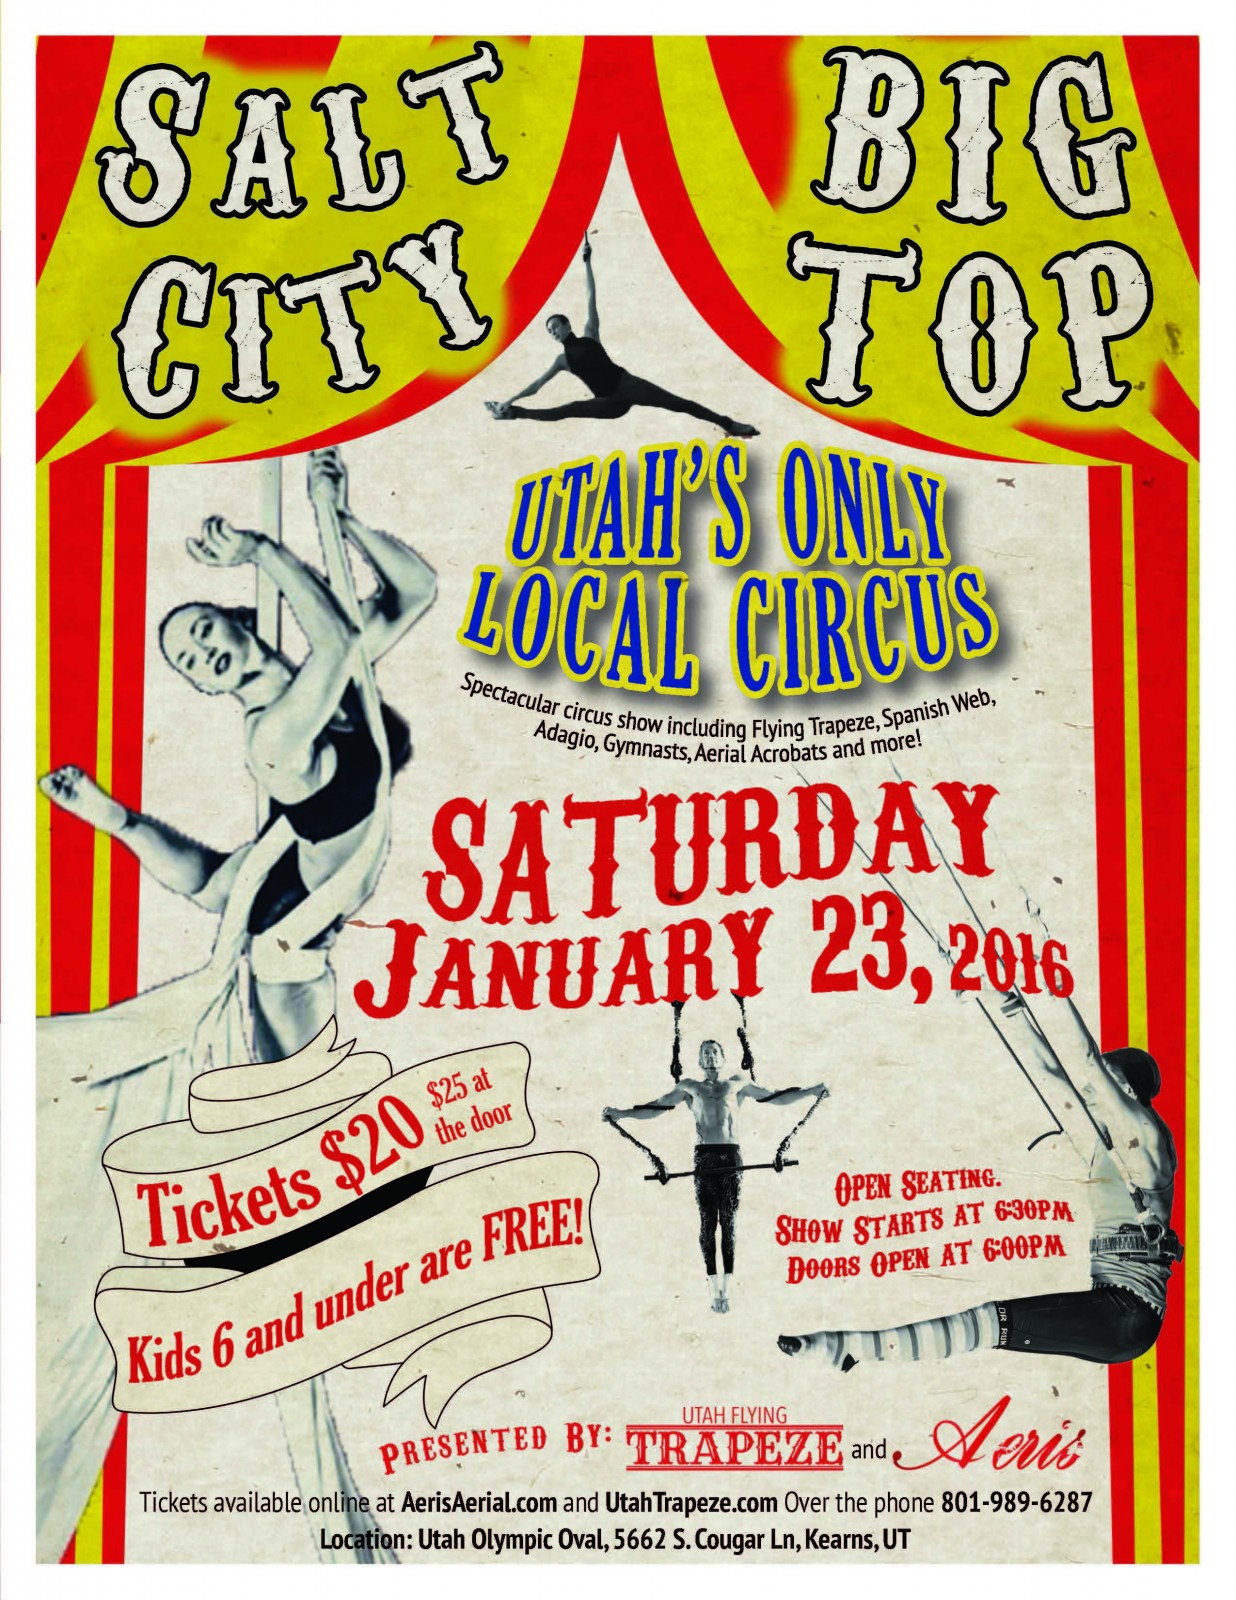 SALT
CITY
BIG
TOP
UTAH'S ONLY
LOCAL CIRCUS
Spectacular circus show including Flying Trapeze, Spanish Web,
Adagio, Gymnasts, Aerial Acrobats and more!
SATURDAY
JANUARY 23, 2016
Tickets $20 $25 at
the door
Kids 6 and under are FREE!
OPEN SEATING.
SHOW STARTS AT 6:30PM
DOORS OPEN AT 6:00PM
PRESENTED BY: UTAH FLYING
TRAPEZE and Aeris
Tickets available online at AerisAerial.com and UtahTrapeze.com Over the phone 801-989-6287
Location: Utah Olympic Oval, 5662 S. Cougar Ln, Kearns, UT